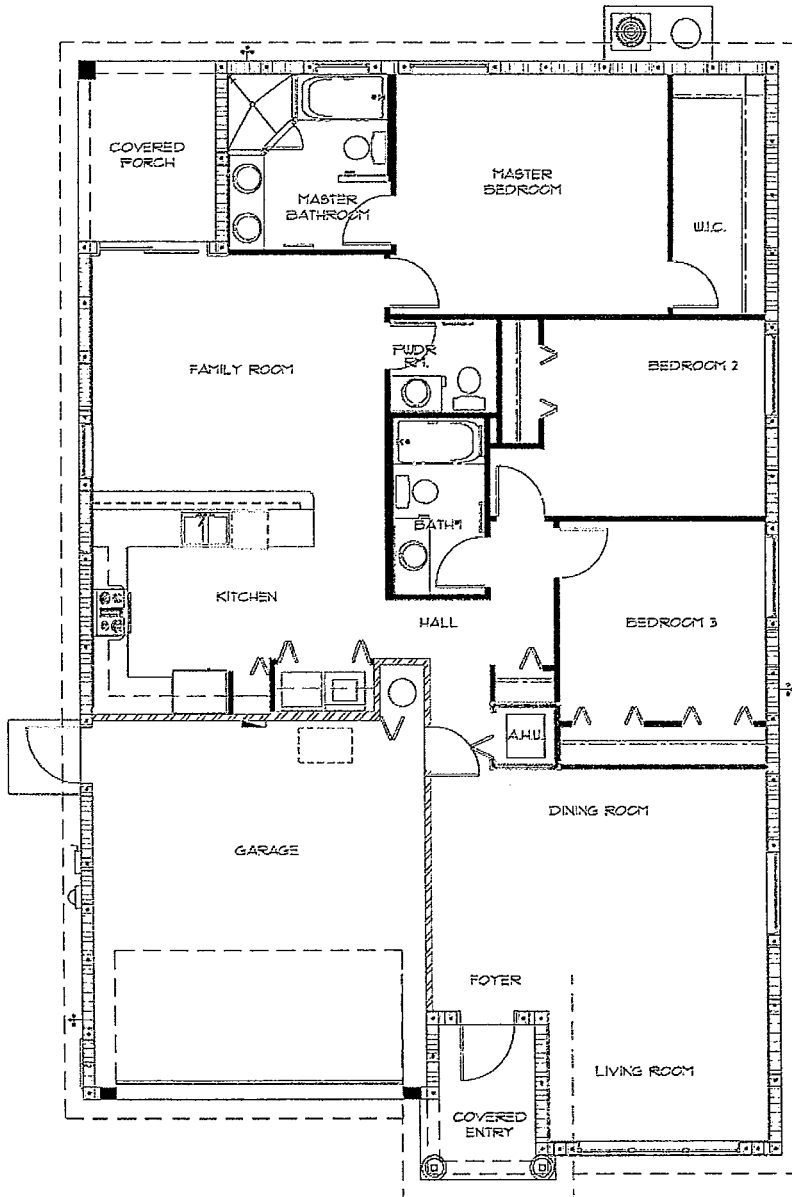 COVERED
PORCH
MASTER
BATHROOM
MASTER
BEDROOM
W.I.C.
FAMILY ROOM
PWDR
RM.
BEDROOM 2
BATH 1
KITCHEN
HALL
BEDROOM 3
A.H.U.
DINING ROOM
GARAGE
FOYER
LIVING ROOM
COVERED
ENTRY